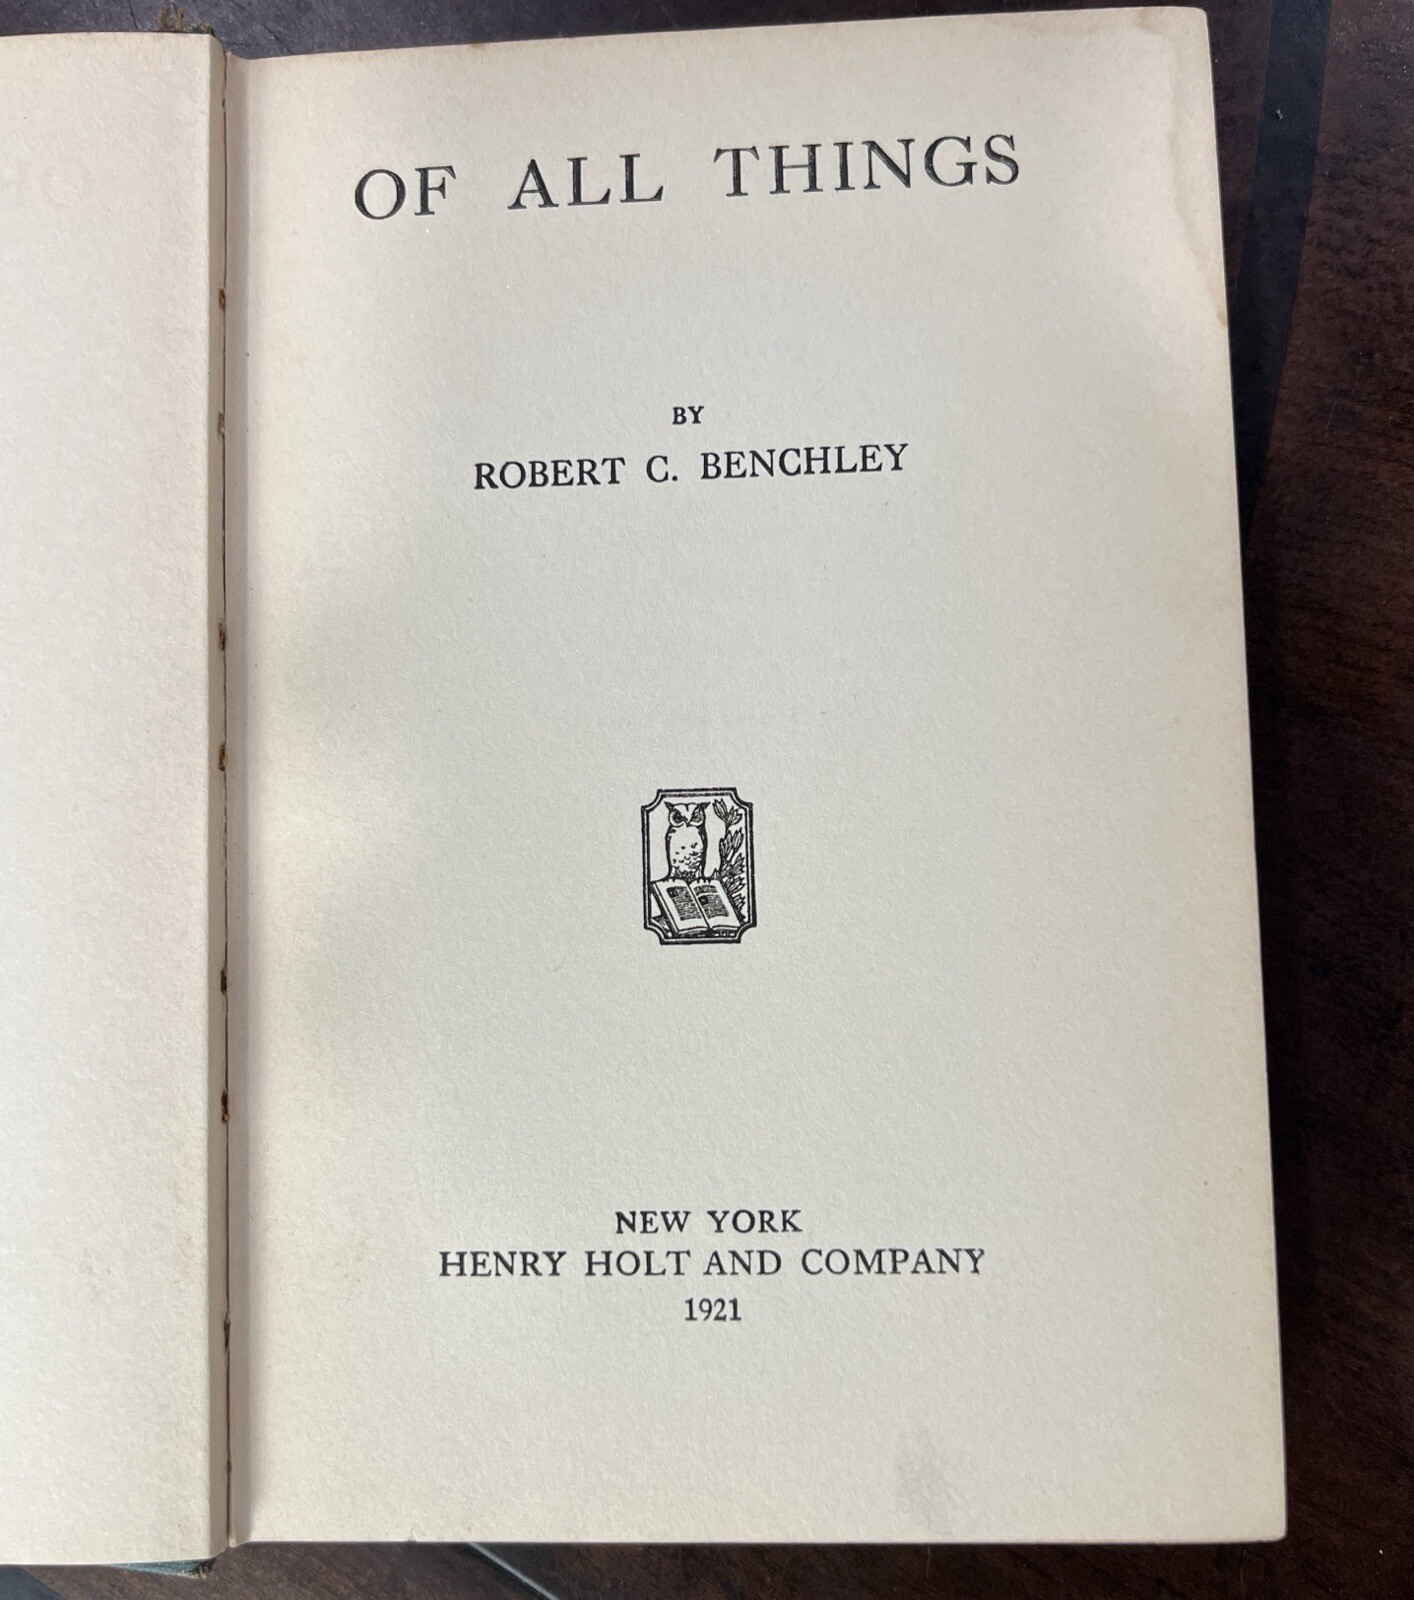 OF ALL THINGS
BY
ROBERT C. BENCHLEY
NEW YORK
HENRY HOLT AND COMPANY
1921